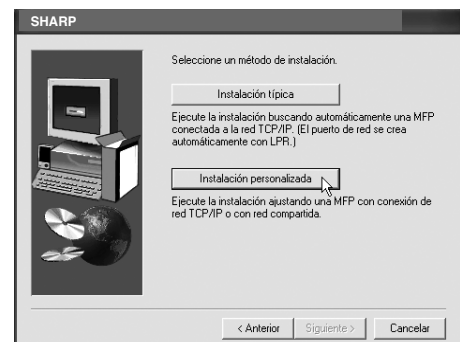 SHARP
Seleccione un método de instalación.
Instalación típica
Ejecute la instalación buscando automáticamente una MFP
conectada a la red TCP/IP. (El puerto de red se crea
automáticamente con LPR.)
Instalación personalizada
Ejecute la instalación ajustando una MFP con conexión de
red TCP/IP o con red compartida.
< Anterior
Siguiente >
Cancelar